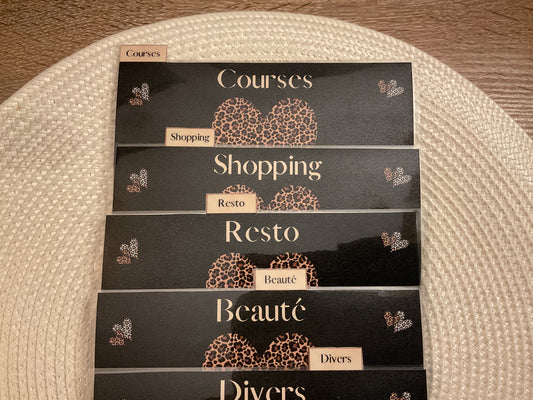 Courses
Courses
Shopping
Shopping
Resto
Resto
Beauté
Beauté
Divers
Divers